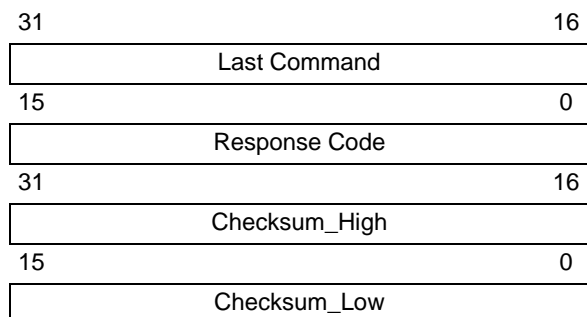 31 16
Last Command
15 0
Response Code
31 16
Checksum_High
15 0
Checksum_Low